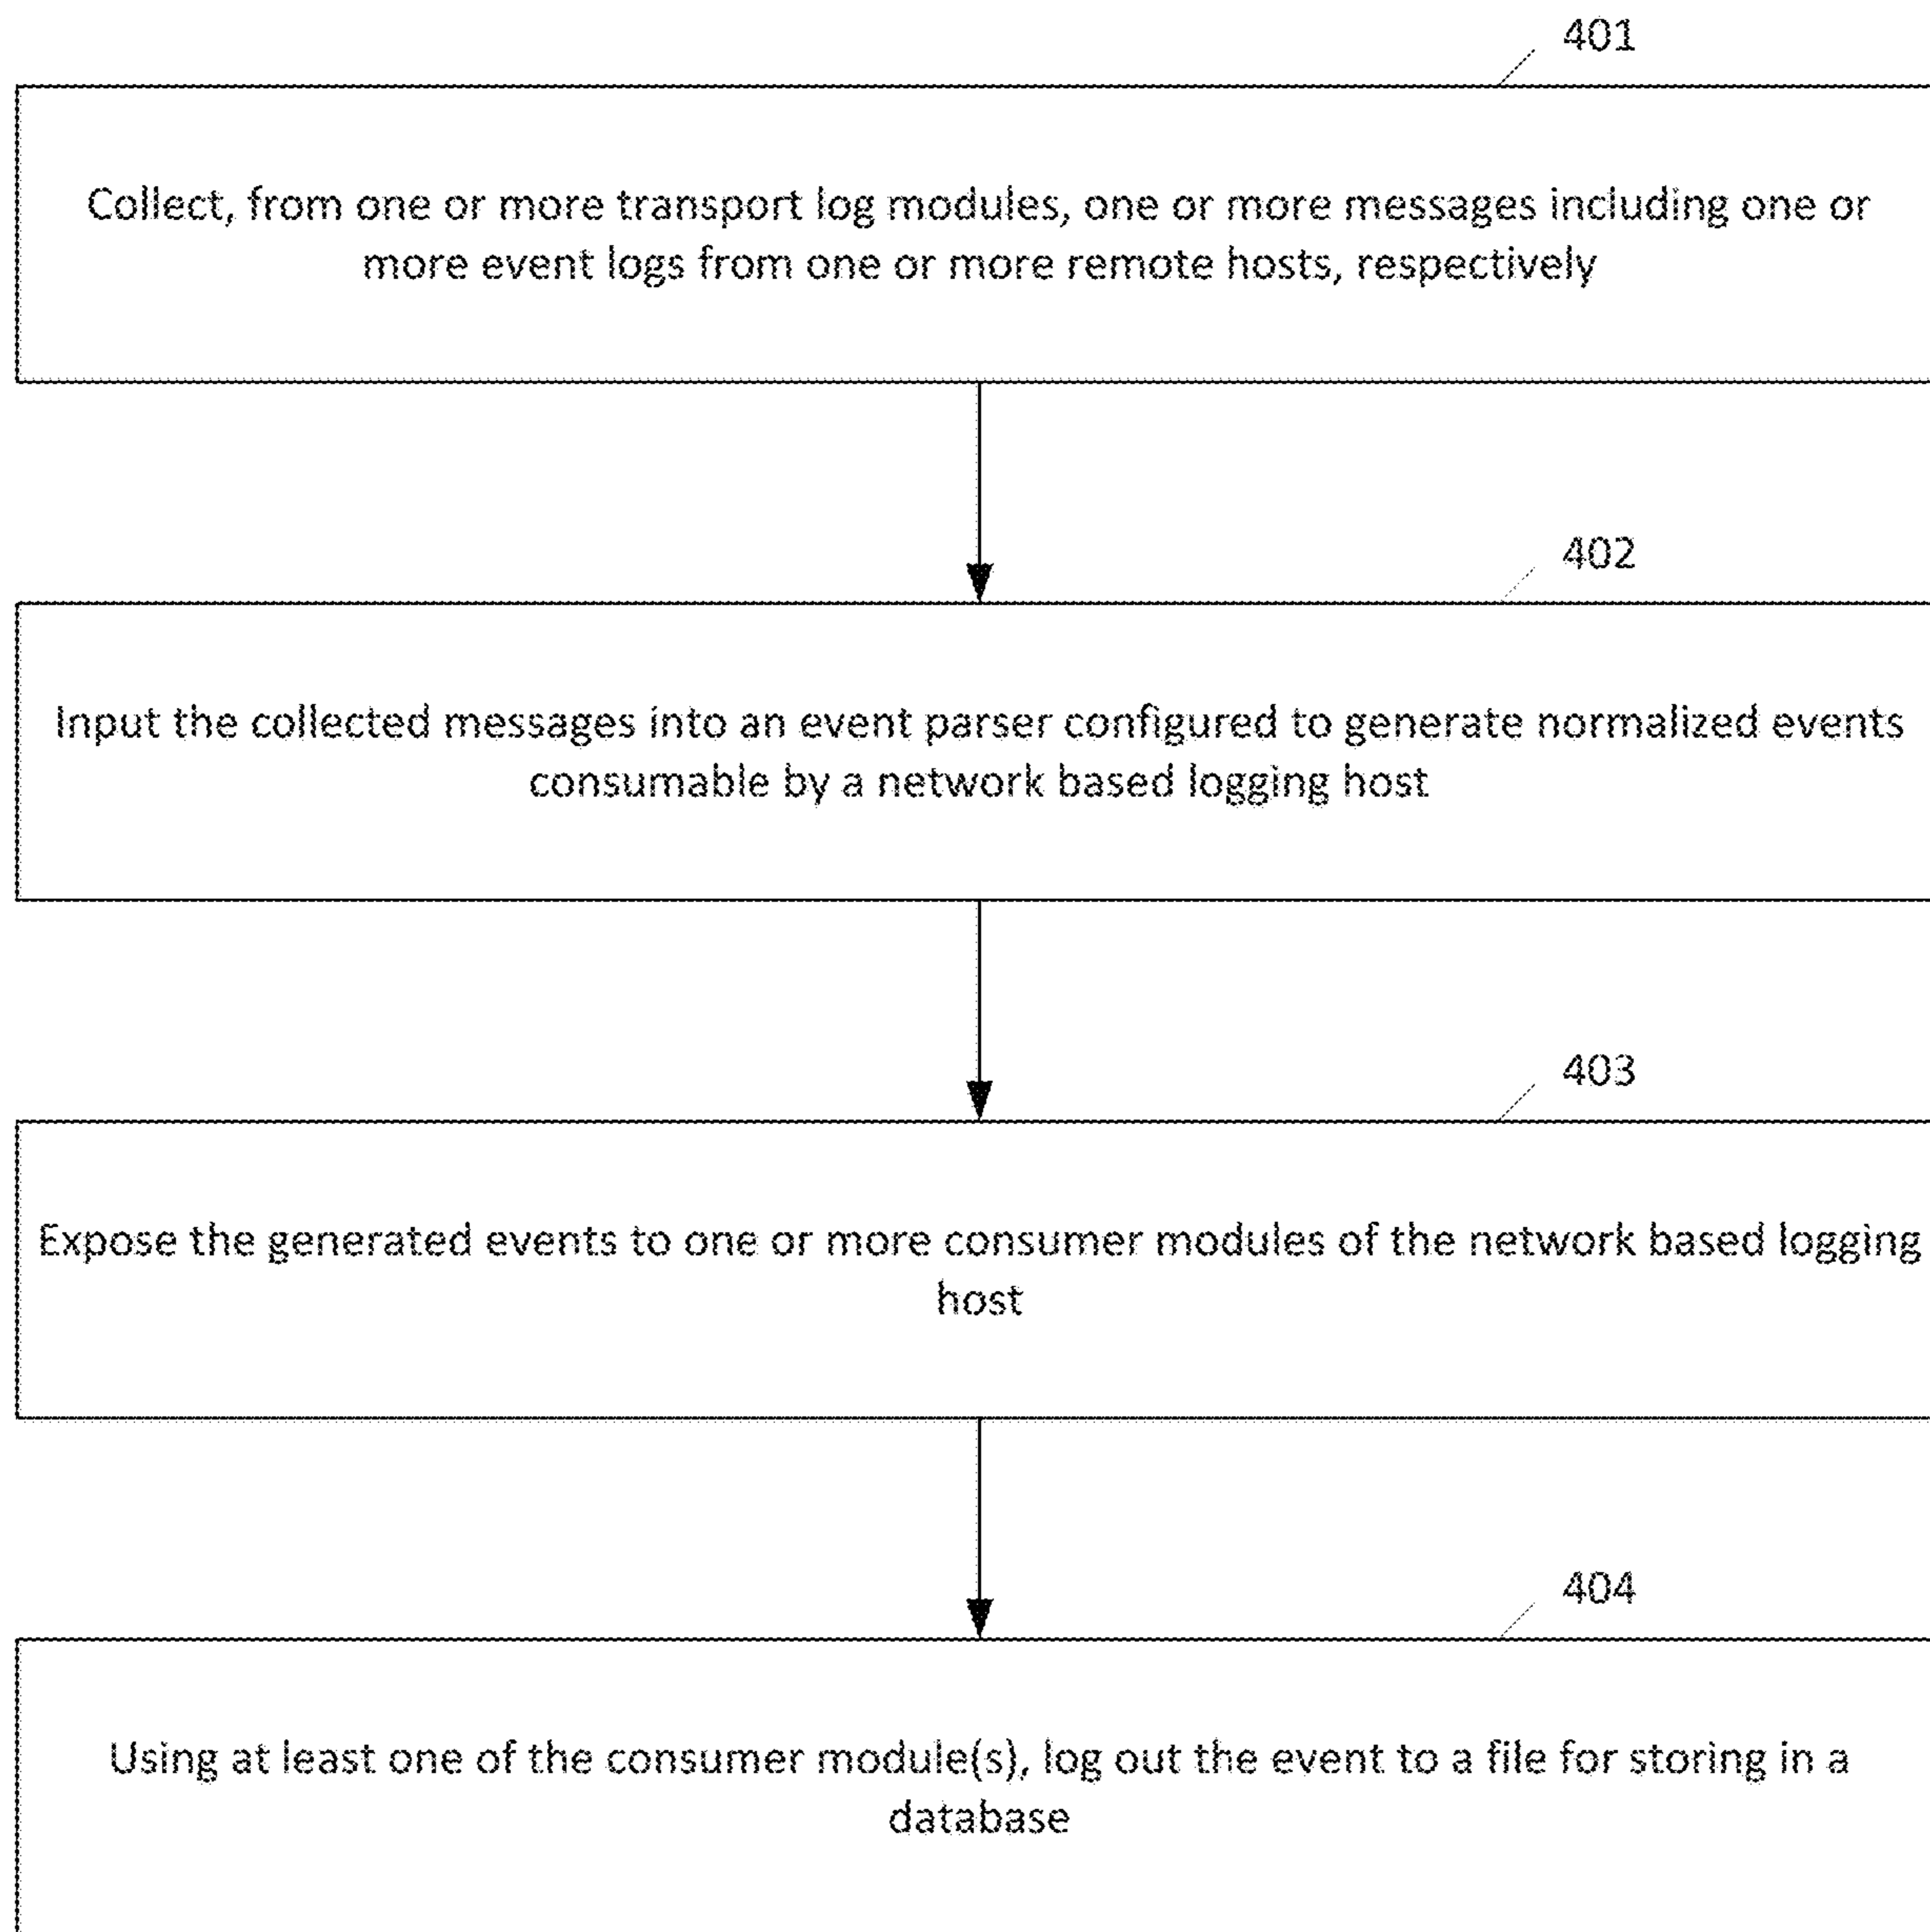 401
Collect, from one or more transport log modules, one or more messages including one or
more event logs from one or more remote hosts, respectively
402
Input the collected messages into an event parser configured to generate normalized events
consumable by a network based logging host
403
Expose the generated events to one or more consumer modules of the network based logging
host
404
Using at least one of the consumer module(s), log out the event to a file for storing in a
database